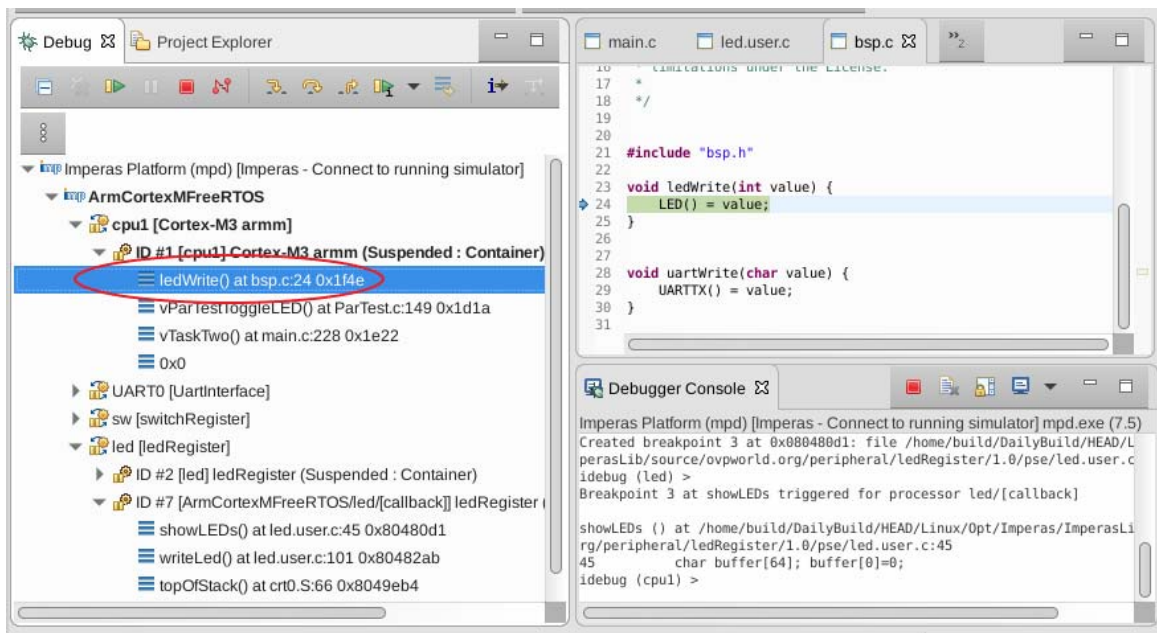 Debug
Project Explorer
Imperas Platform (mpd) [Imperas - Connect to running simulator]
ArmCortexMFreeRTOS
cpu1 [Cortex-M3 armm]
ID #1 [cpu1] Cortex-M3 armm (Suspended : Container)
ledWrite() at bsp.c:24 0x1f4e
vParTestToggleLED() at ParTest.c:149 0x1d1a
vTaskTwo() at main.c:228 0x1e22
0x0
UART0 [UartInterface]
sw [switchRegister]
led [ledRegister]
ID #2 [led] ledRegister (Suspended : Container)
ID #7 [ArmCortexMFreeRTOS/led/[callback]] ledRegister (
showLEDs() at led.user.c:45 0x80480d1
writeLed() at led.user.c:101 0x80482ab
topOfStack() at crt0.S:66 0x8049eb4
main.c
led.user.c
bsp.c
»2
16 * limitations under the License.
17 *
18 */
19
20
21 #include "bsp.h"
22
23 void ledWrite(int value) {
24 LED() = value;
25 }
26
27
28 void uartWrite(char value) {
29 UARTTX() = value;
30 }
31
Debugger Console
Imperas Platform (mpd) [Imperas - Connect to running simulator] mpd.exe (7.5)
Created breakpoint 3 at 0x080480d1: file /home/build/DailyBuild/HEAD/L
perasLib/source/ovpworld.org/peripheral/ledRegister/1.0/pse/led.user.c
idebug (led) >
Breakpoint 3 at showLEDs triggered for processor led/[callback]
showLEDs () at /home/build/DailyBuild/HEAD/Linux/Opt/Imperas/ImperasLi
rg/peripheral/ledRegister/1.0/pse/led.user.c:45
45 char buffer[64]; buffer[0]=0;
idebug (cpu1) >